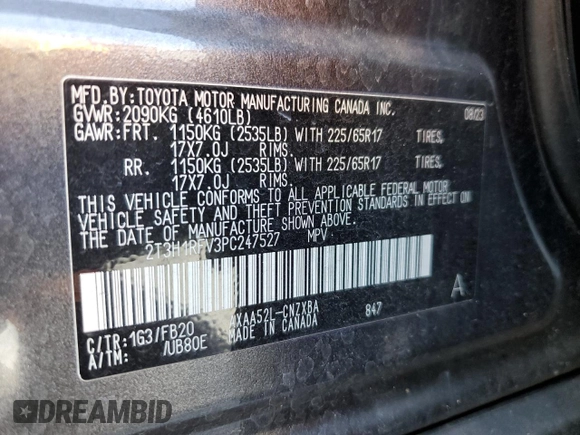 MFD.BY:TOYOTA MOTOR MANUFACTURING CANADA INC. 08/23
GVWR:2090KG (4610LB)
GAWR:FRT. 1150KG (2535LB) WITH 225/65R17 TIRES,
17X7.0J RIMS.
RR. 1150KG (2535LB) WITH 225/65R17 TIRES,
17X7.0J RIMS.
THIS VEHICLE CONFORMS TO ALL APPLICABLE FEDERAL MOTOR
VEHICLE SAFETY AND THEFT PREVENTION STANDARDS IN EFFECT ON
THE DATE OF MANUFACTURE SHOWN ABOVE.
2T3H1RFV3PC247527 MPV
A
C/TR:1G3/FB20 AXAA52L-CNZXBA 847
A/TM: /UB80E MADE IN CANADA
DREAMBID